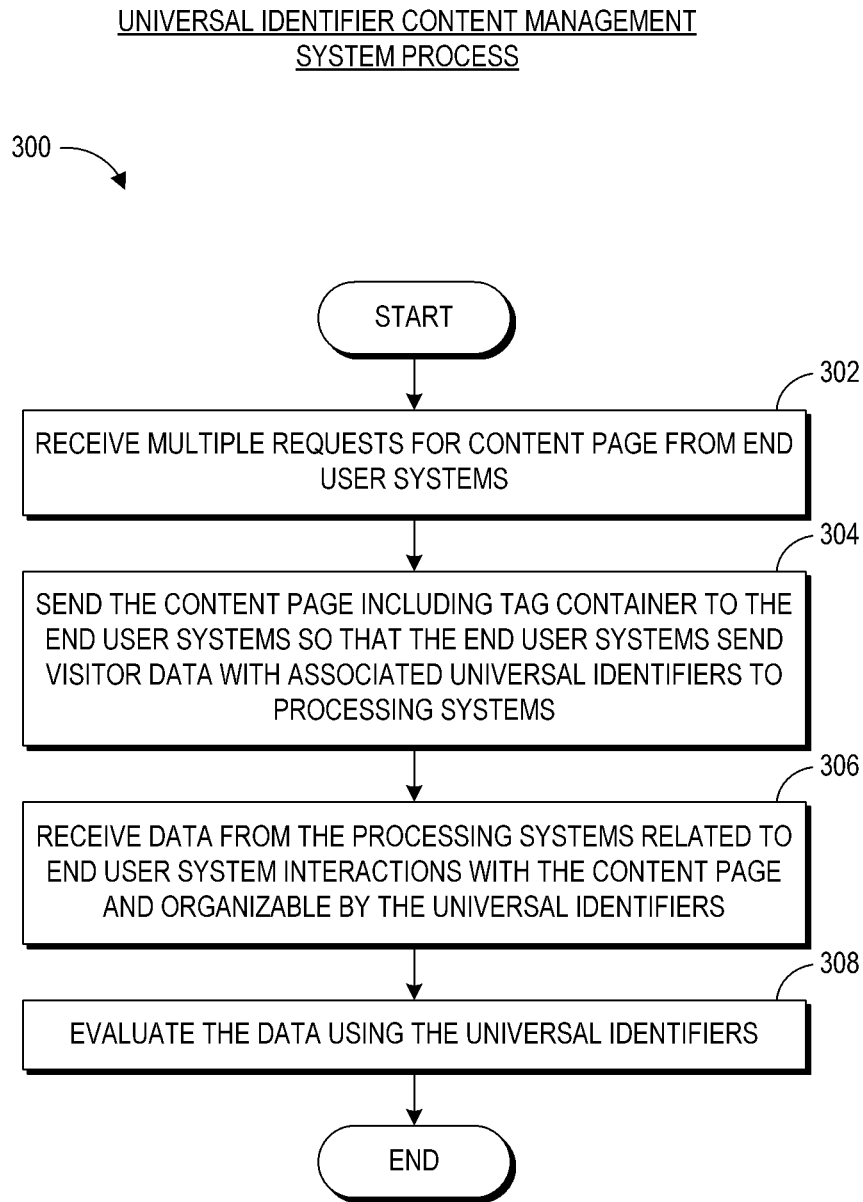 UNIVERSAL IDENTIFIER CONTENT MANAGEMENT
SYSTEM PROCESS
300
START
302
RECEIVE MULTIPLE REQUESTS FOR CONTENT PAGE FROM END
USER SYSTEMS
304
SEND THE CONTENT PAGE INCLUDING TAG CONTAINER TO THE
END USER SYSTEMS SO THAT THE END USER SYSTEMS SEND
VISITOR DATA WITH ASSOCIATED UNIVERSAL IDENTIFIERS TO
PROCESSING SYSTEMS
306
RECEIVE DATA FROM THE PROCESSING SYSTEMS RELATED TO
END USER SYSTEM INTERACTIONS WITH THE CONTENT PAGE
AND ORGANIZABLE BY THE UNIVERSAL IDENTIFIERS
308
EVALUATE THE DATA USING THE UNIVERSAL IDENTIFIERS
END